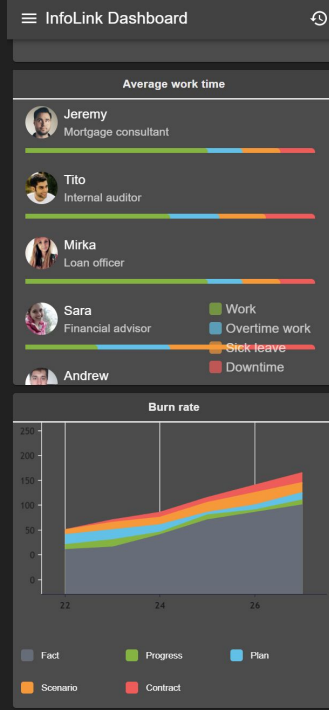 InfoLink Dashboard
Average work time
Jeremy
Mortgage consultant
Tito
Internal auditor
Mirka
Loan officer
Sara
Financial advisor
Andrew
Work
Overtime work
Sick leave
Downtime
Burn rate
250
200
150
100
50
0
0
22
24
26
Fact
Progress
Plan
Scenario
Contract